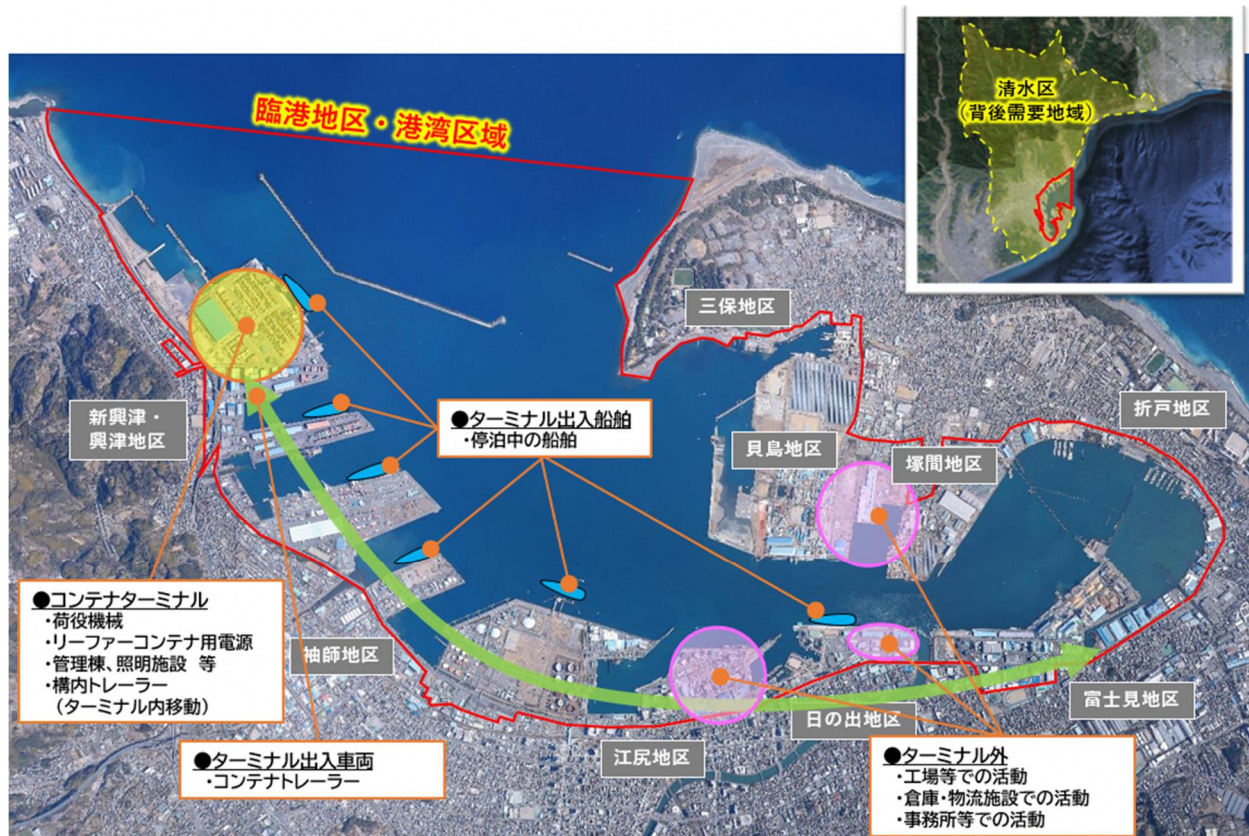 清水区
(背後需要地域)
臨港地区・港湾区域
三保地区
折戸地区
新興津・
興津地区
●ターミナル出入船舶
・停泊中の船舶
貝島地区
塚間地区
●コンテナターミナル
・荷役機械
・リーファーコンテナ用電源
・管理棟、照明施設 等
・構内トレーラー
(ターミナル内移動)
袖師地区
富士見地区
日の出地区
江尻地区
●ターミナル出入車両
・コンテナトレーラー
●ターミナル外
・工場等での活動
・倉庫・物流施設での活動
・事務所等での活動